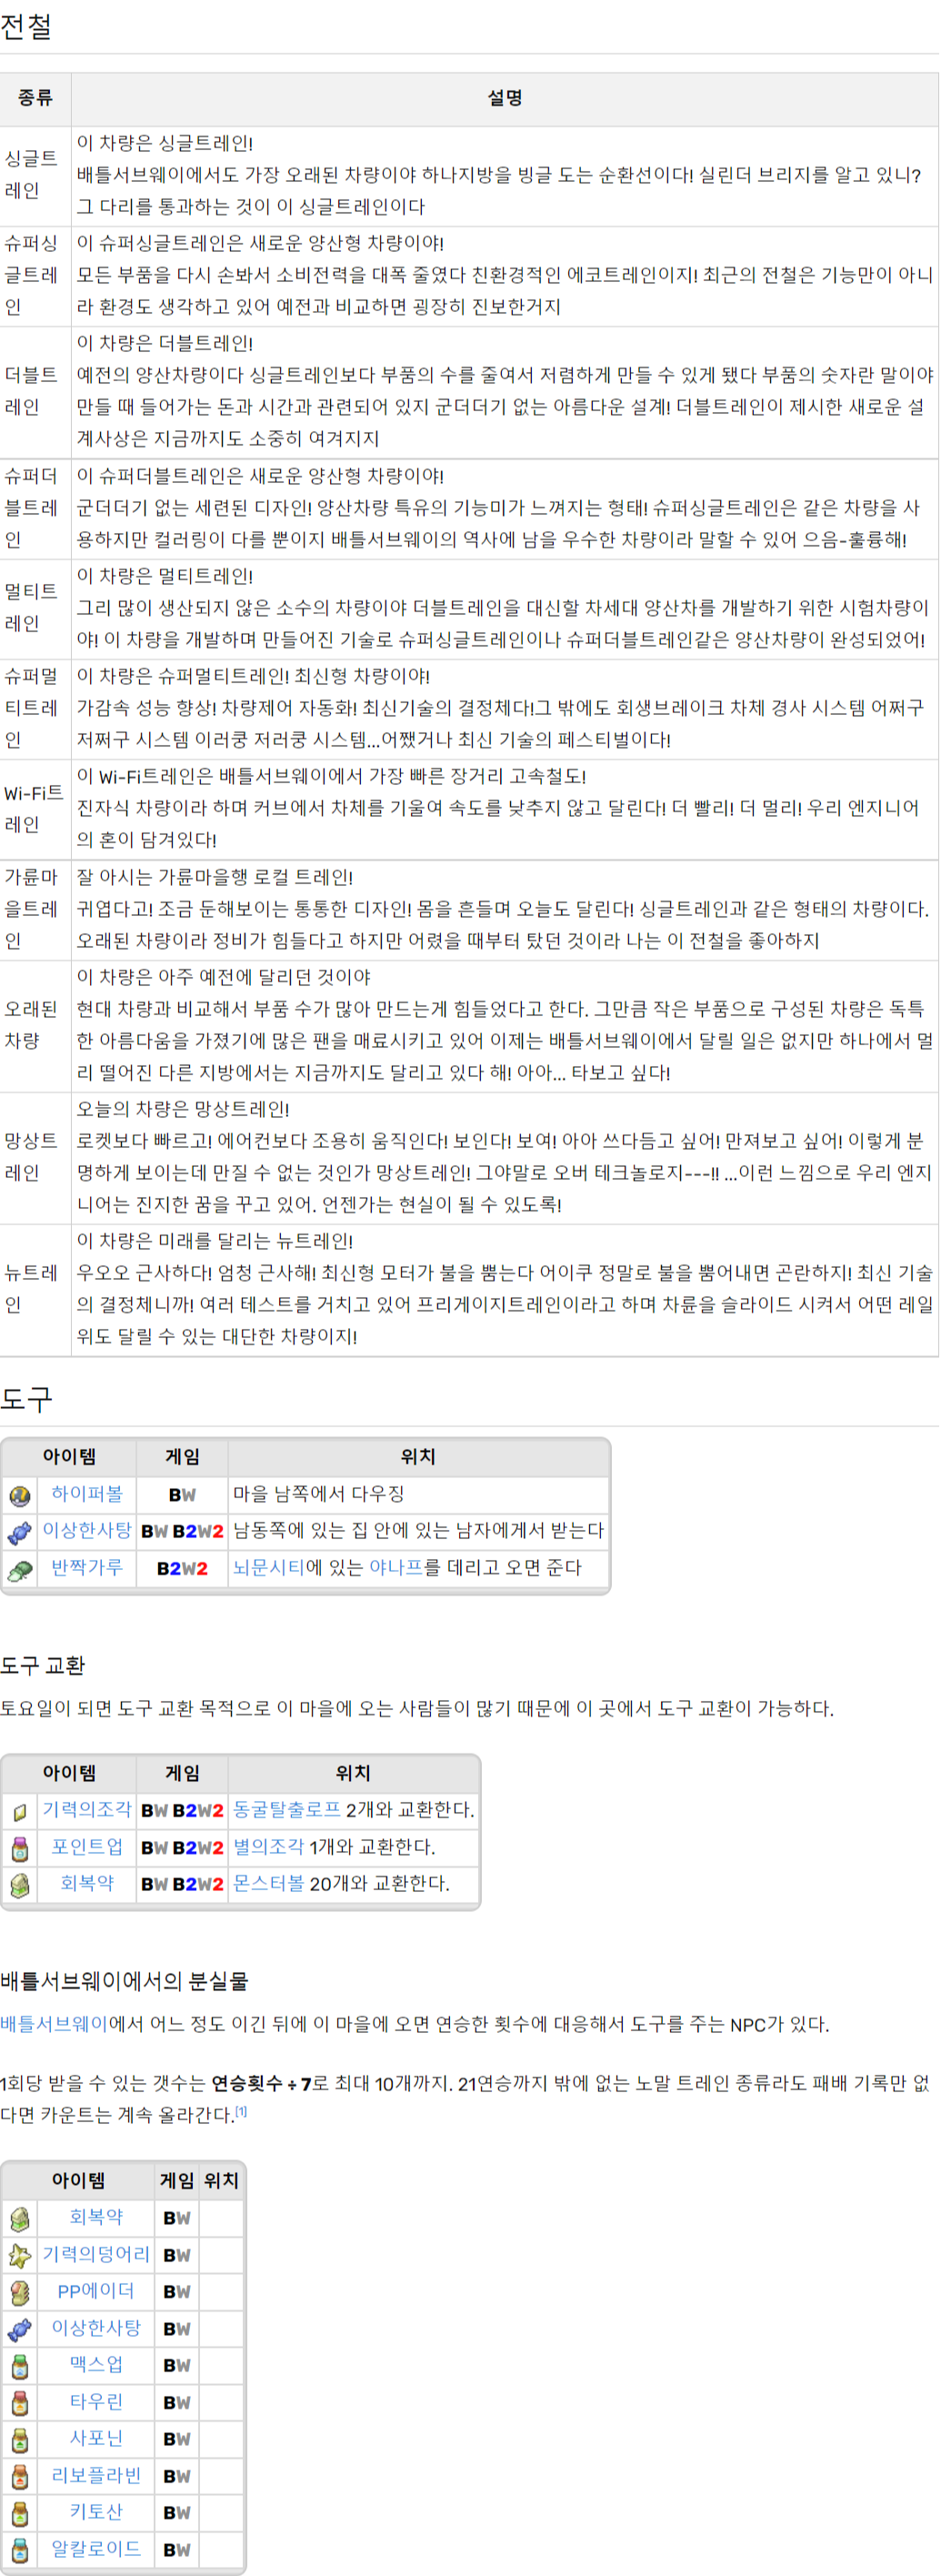 전철
종류 설명
싱글트레인
이 차량은 싱글트레인!
배틀서브웨이에서도 가장 오래된 차량이야 하나지방을 빙글 도는 순환선이다! 실린더 브리지를 알고 있니?
그 다리를 통과하는 것이 이 싱글트레인이다
슈퍼싱글트레인
이 슈퍼싱글트레인은 새로운 양산형 차량이야!
모든 부품을 다시 손봐서 소비전력을 대폭 줄였다 친환경적인 에코트레인이지! 최근의 전철은 기능만이 아니
라 환경도 생각하고 있어 예전과 비교하면 굉장히 진보한거지
더블트레인
이 차량은 더블트레인!
예전의 양산차량이다 싱글트레인보다 부품의 수를 줄여서 저렴하게 만들 수 있게 됐다 부품의 숫자란 말이야
만들 때 들어가는 돈과 시간과 관련되어 있지 군더더기 없는 아름다운 설계! 더블트레인이 제시한 새로운 설
계사상은 지금까지도 소중히 여겨지지
슈퍼더블트레인
이 슈퍼더블트레인은 새로운 양산형 차량이야!
군더더기 없는 세련된 디자인! 양산차량 특유의 기능미가 느껴지는 형태! 슈퍼싱글트레인은 같은 차량을 사
용하지만 컬러링이 다를 뿐이지 배틀서브웨이의 역사에 남을 우수한 차량이라 말할 수 있어 으음-훌륭해!
멀티트레인
이 차량은 멀티트레인!
그리 많이 생산되지 않은 소수의 차량이야 더블트레인을 대신할 차세대 양산차를 개발하기 위한 시험차량이
야! 이 차량을 개발하며 만들어진 기술로 슈퍼싱글트레인이나 슈퍼더블트레인같은 양산차량이 완성되었어!
슈퍼멀티트레인
이 차량은 슈퍼멀티트레인! 최신형 차량이야!
가감속 성능 향상! 차량제어 자동화! 최신기술의 결정체다!그 밖에도 회생브레이크 차체 경사 시스템 어쩌구
저쩌구 시스템 이러쿵 저러쿵 시스템...어쨌거나 최신 기술의 페스티벌이다!
Wi-Fi트레인
이 Wi-Fi트레인은 배틀서브웨이에서 가장 빠른 장거리 고속철도!
진자식 차량이라 하며 커브에서 차체를 기울여 속도를 낮추지 않고 달린다! 더 빨리! 더 멀리! 우리 엔지니어
의 혼이 담겨있다!
가륜마을트레인
잘 아시는 가륜마을행 로컬 트레인!
귀엽다고! 조금 둔해보이는 통통한 디자인! 몸을 흔들며 오늘도 달린다! 싱글트레인과 같은 형태의 차량이다.
오래된 차량이라 정비가 힘들다고 하지만 어렸을 때부터 탔던 것이라 나는 이 전철을 좋아하지
오래된 차량
이 차량은 아주 예전에 달리던 것이야
현대 차량과 비교해서 부품 수가 많아 만드는게 힘들었다고 한다. 그만큼 작은 부품으로 구성된 차량은 독특
한 아름다움을 가졌기에 많은 팬을 매료시키고 있어 이제는 배틀서브웨이에서 달릴 일은 없지만 하나에서 멀
리 떨어진 다른 지방에서는 지금까지도 달리고 있다 해! 아아... 타보고 싶다!
망상트레인
오늘의 차량은 망상트레인!
로켓보다 빠르고! 에어컨보다 조용히 움직인다! 보인다! 보여! 아아 쓰다듬고 싶어! 만져보고 싶어! 이렇게 분
명하게 보이는데 만질 수 없는 것인가 망상트레인! 그야말로 오버 테크놀로지---!! ...이런 느낌으로 우리 엔지
니어는 진지한 꿈을 꾸고 있어. 언젠가는 현실이 될 수 있도록!
뉴트레인
이 차량은 미래를 달리는 뉴트레인!
우오오 근사하다! 엄청 근사해! 최신형 모터가 불을 뿜는다 어이쿠 정말로 불을 뿜어내면 곤란하지! 최신 기술
의 결정체니까! 여러 테스트를 거치고 있어 프리게이지트레인이라고 하며 차륜을 슬라이드 시켜서 어떤 레일
위도 달릴 수 있는 대단한 차량이지!
도구
아이템 게임 위치
하이퍼볼 BW 마을 남쪽에서 다우징
이상한사탕 BW B2W2 남동쪽에 있는 집 안에 있는 남자에게서 받는다
반짝가루 B2W2 뇌문시티에 있는 야나프를 데리고 오면 준다
도구 교환
토요일이 되면 도구 교환 목적으로 이 마을에 오는 사람들이 많기 때문에 이 곳에서 도구 교환이 가능하다.
아이템 게임 위치
기력의조각 BW B2W2 동굴탈출로프 2개와 교환한다.
포인트업 BW B2W2 별의조각 1개와 교환한다.
회복약 BW B2W2 몬스터볼 20개와 교환한다.
배틀서브웨이에서의 분실물
배틀서브웨이에서 어느 정도 이긴 뒤에 이 마을에 오면 연승한 횟수에 대응해서 도구를 주는 NPC가 있다.
1회당 받을 수 있는 갯수는 연승횟수 ÷ 7로 최대 10개까지. 21연승까지 밖에 없는 노말 트레인 종류라도 패배 기록만 없
다면 카운트는 계속 올라간다.[1]
아이템 게임 위치
회복약 BW
기력의덩어리 BW
PP에이더 BW
이상한사탕 BW
맥스업 BW
타우린 BW
사포닌 BW
리보플라빈 BW
키토산 BW
알칼로이드 BW